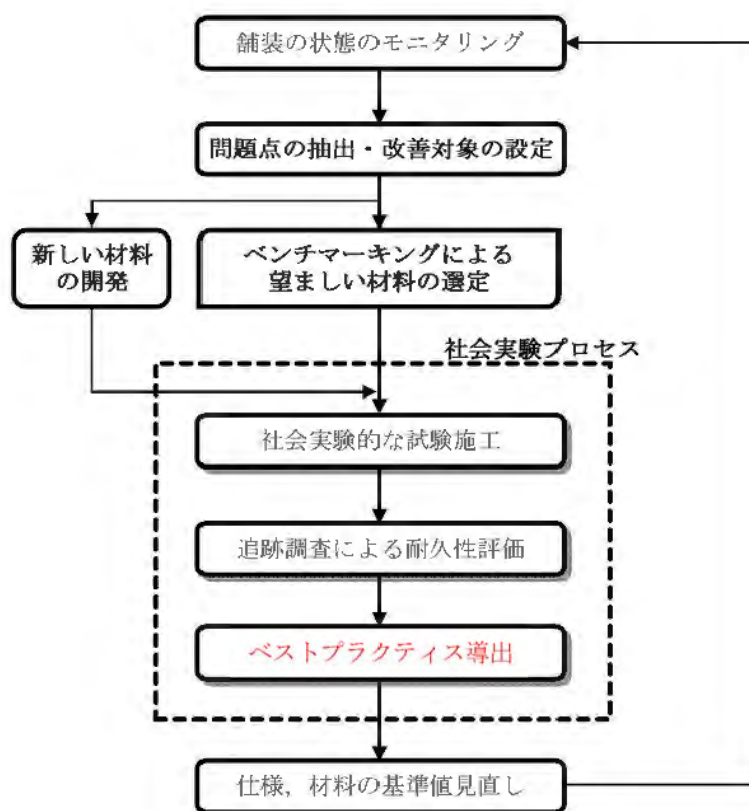 舗装の状態のモニタリング
問題点の抽出・改善対象の設定
新しい材料
の開発
ベンチマーキングによる
望ましい材料の選定
社会実験プロセス
社会実験的な試験施工
追跡調査による耐久性評価
ベストプラクティス導出
仕様，材料の基準値見直し